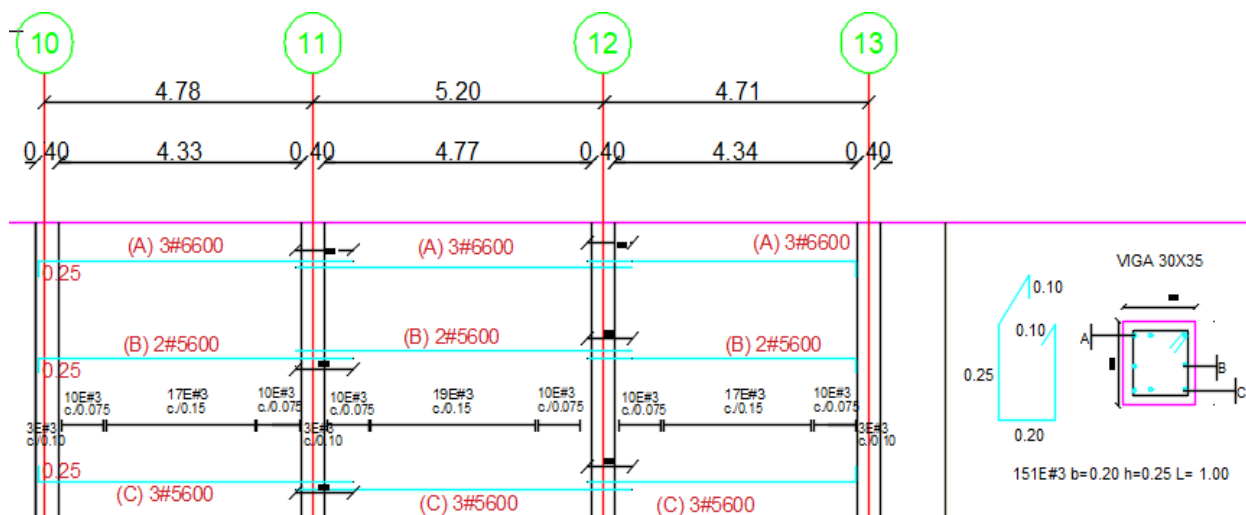 10 11 12 13
4.78 5.20 4.71
0.40 4.33 0.40 4.77 0.40 4.34 0.40
(A) 3#6600 (A) 3#6600 (A) 3#6600
0.25
VIGA 30X35
0.10
0.10
A
(B) 2#5600 (B) 2#5600 (B) 2#5600
0.25
0.25
B
C
10E#3 17E#3 10E#3 10E#3 19E#3 10E#3 10E#3 17E#3 10E#3
c./0.075 c./0.15 c./0.075 c./0.075 c./0.15 c./0.075 c./0.075 c./0.15 c./0.075
3E#3 3E#3 3E#3
c./0.10 c./0.10 c./0.10
0.20
0.25
151E#3 b=0.20 h=0.25 L= 1.00
(C) 3#5600 (C) 3#5600 (C) 3#5600